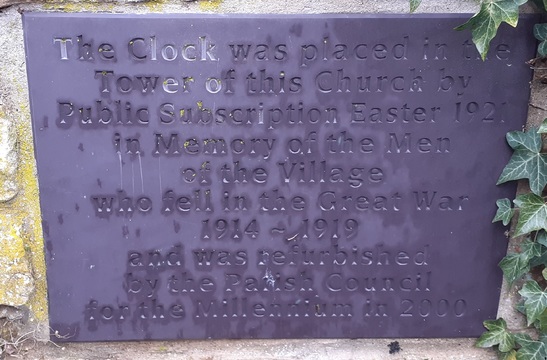 The Clock was placed in the
Tower of this Church by
Public Subscription Easter 1921
in Memory of the Men
of the Village
who fell in the Great War
1914 ~ 1919
and was refurbished
by the Parish Council
for the Millennium in 2000